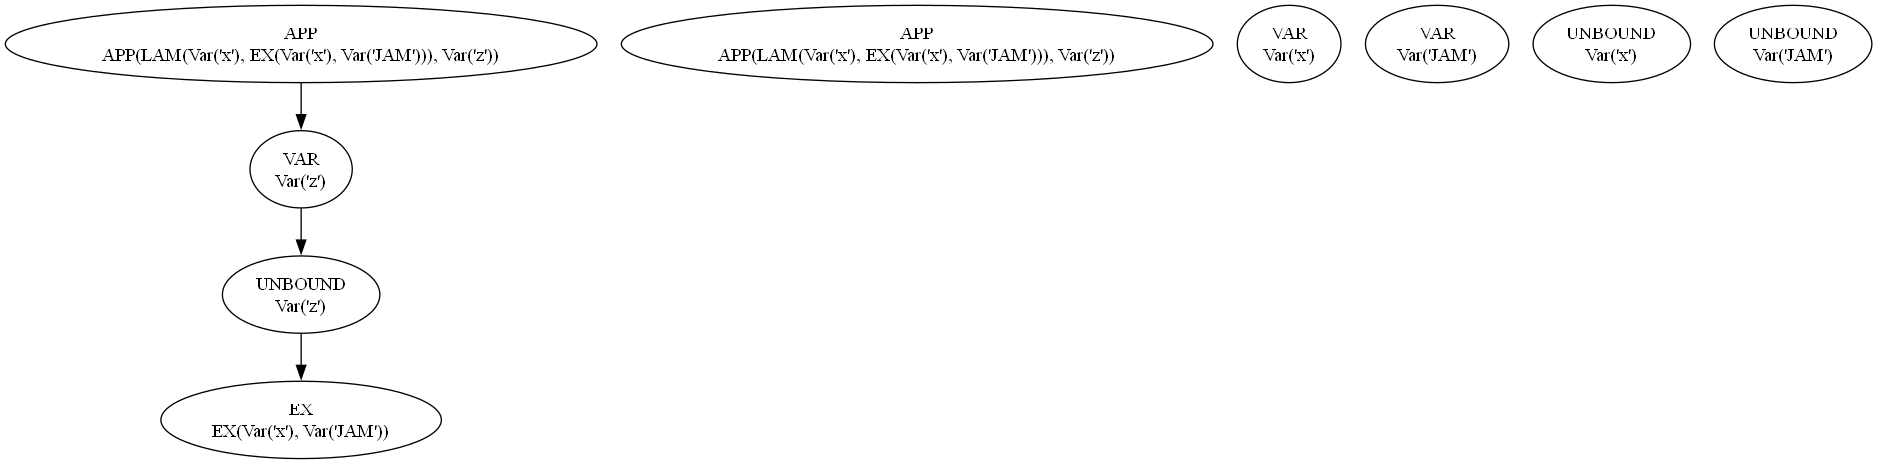 APP
APP(LAM(Var('x'), EX(Var('x'), Var('JAM'))), Var('z'))
APP
APP(LAM(Var('x'), EX(Var('x'), Var('JAM'))), Var('z'))
VAR
Var('x')
VAR
Var('JAM')
UNBOUND
Var('x')
UNBOUND
Var('JAM')
VAR
Var('z')
UNBOUND
Var('z')
EX
EX(Var('x'), Var('JAM'))